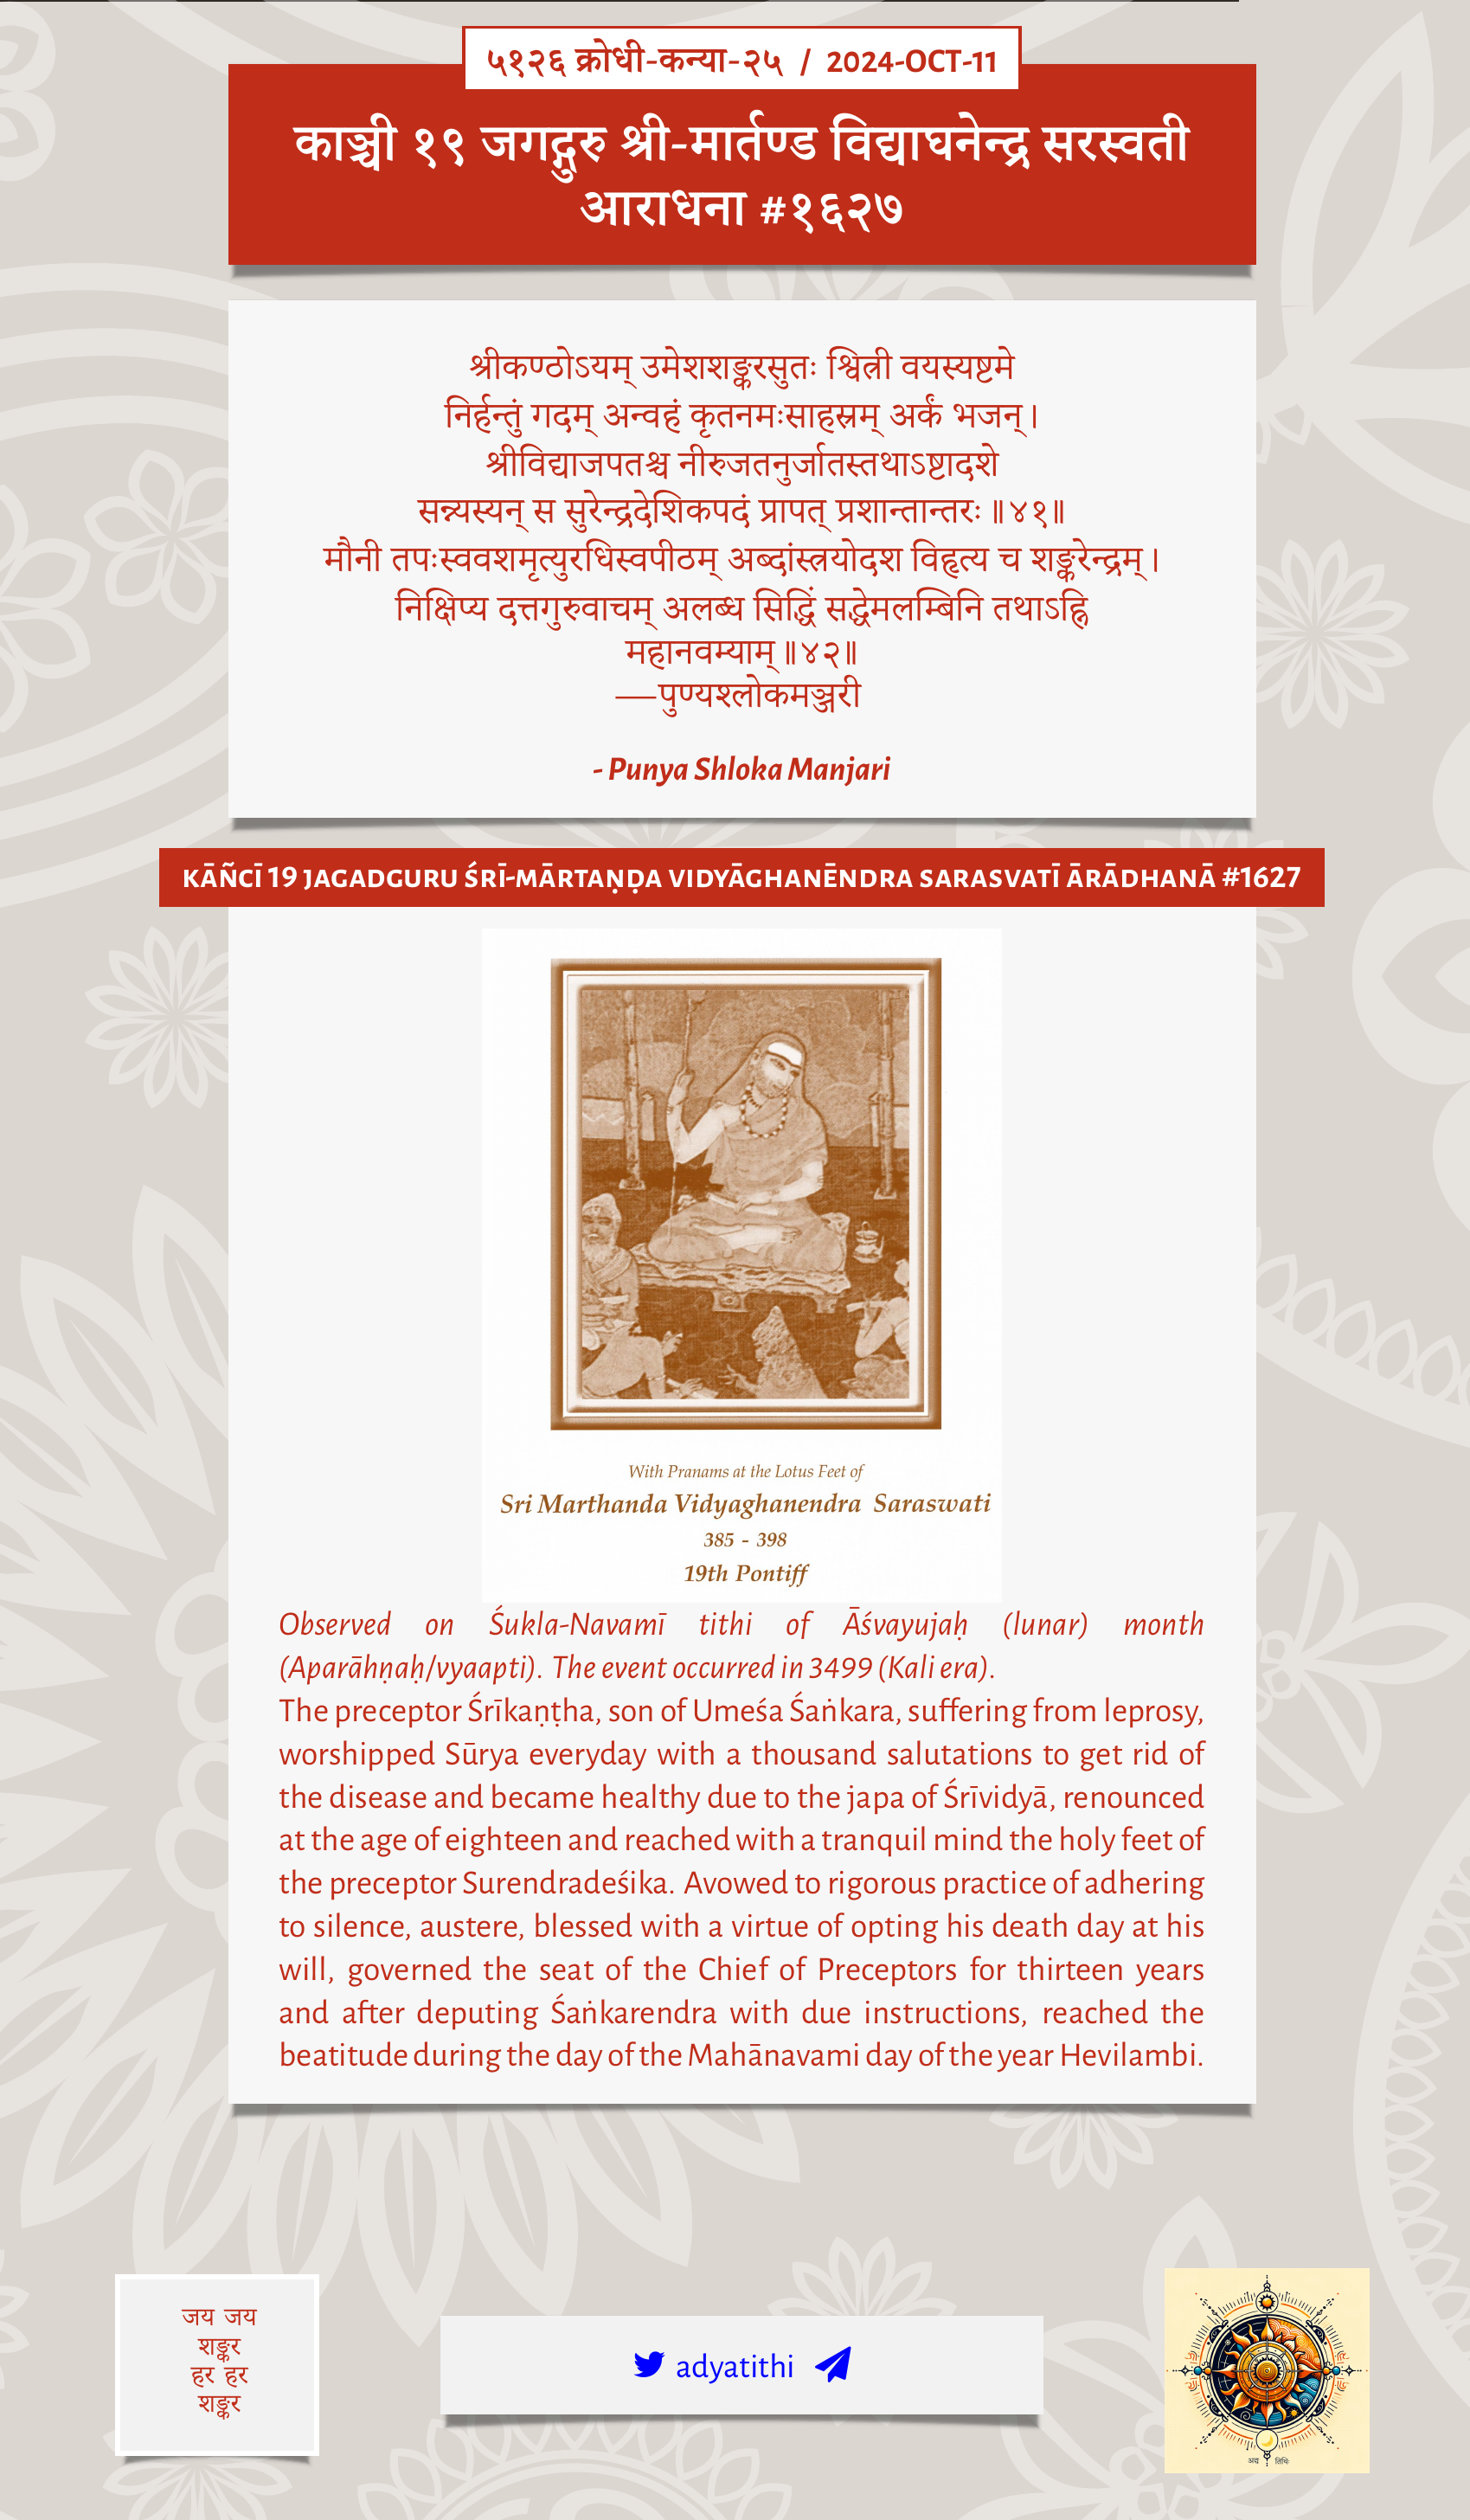 ५१२६ क्रोधी-कन्या-२५ / 2024-OCT-11
काञ्ची १९ जगद्गुरु श्री-मार्तण्ड विद्याघनेन्द्र सरस्वती
आराधना #१६२७
श्रीकण्ठोऽयम् उमेशशङ्करसुतः श्वित्री वयस्यष्टमे
निर्हन्तुं गदम् अन्वहं कृतनमःसाहस्रम् अर्कं भजन्।
श्रीविद्याजपतश्च नीरुजतनुर्जातस्तथाऽष्टादशे
सन्न्यस्यन् स सुरेन्द्रदेशिकपदं प्रापत् प्रशान्तान्तरः॥४१॥
मौनी तपःस्ववशमृत्युरधिस्वपीठम् अब्दांस्त्रयोदश विहृत्य च शङ्करेन्द्रम्।
निक्षिप्य दत्तगुरुवाचम् अलब्ध सिद्धिं सद्धेमलम्बिनि तथाऽह्नि
महानवम्याम्॥४२॥
—पुण्यश्लोकमञ्जरी
- Punya Shloka Manjari
KĀÑCĪ 19 JAGADGURU ŚRĪ-MĀRTAṆḌA VIDYĀGHANĒNDRA SARASVATĪ ĀRĀDHANĀ #1627
With Pranams at the Lotus Feet of
Sri Marthanda Vidyaghanendra Saraswati
385 - 398
19th Pontiff
Observed on Śukla-Navamī tithi of Āśvayujaḥ (lunar) month
(Aparāhṇaḥ/vyaapti). The event occurred in 3499 (Kali era).
The preceptor Śrīkaṇṭha, son of Umeśa Śaṅkara, suffering from leprosy,
worshipped Sūrya everyday with a thousand salutations to get rid of
the disease and became healthy due to the japa of Śrīvidyā, renounced
at the age of eighteen and reached with a tranquil mind the holy feet of
the preceptor Surendradeśika. Avowed to rigorous practice of adhering
to silence, austere, blessed with a virtue of opting his death day at his
will, governed the seat of the Chief of Preceptors for thirteen years
and after deputing Śaṅkarendra with due instructions, reached the
beatitude during the day of the Mahānavami day of the year Hevilambi.
जय जय
शङ्कर
हर हर
शङ्कर
adyatithi
अद्य तिथिः